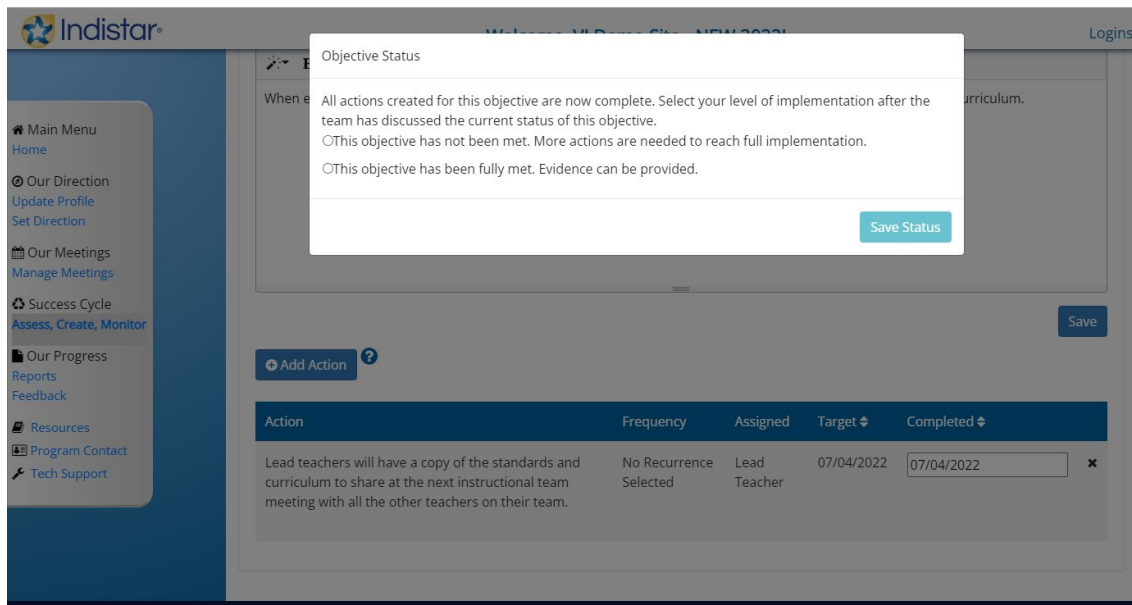 Indistar®
Welcome, VI Demo Site - NEW 2022!
Logins
Main Menu
Home
Our Direction
Update Profile
Set Direction
Our Meetings
Manage Meetings
Success Cycle
Assess, Create, Monitor
Our Progress
Reports
Feedback
Resources
Program Contact
Tech Support
When e
urriculum.
Objective Status
All actions created for this objective are now complete. Select your level of implementation after the
team has discussed the current status of this objective.
This objective has not been met. More actions are needed to reach full implementation.
This objective has been fully met. Evidence can be provided.
Save Status
Save
Add Action ?
Action Frequency Assigned Target Completed
Lead teachers will have a copy of the standards and No Recurrence Lead 07/04/2022 07/04/2022
curriculum to share at the next instructional team Selected Teacher
meeting with all the other teachers on their team.